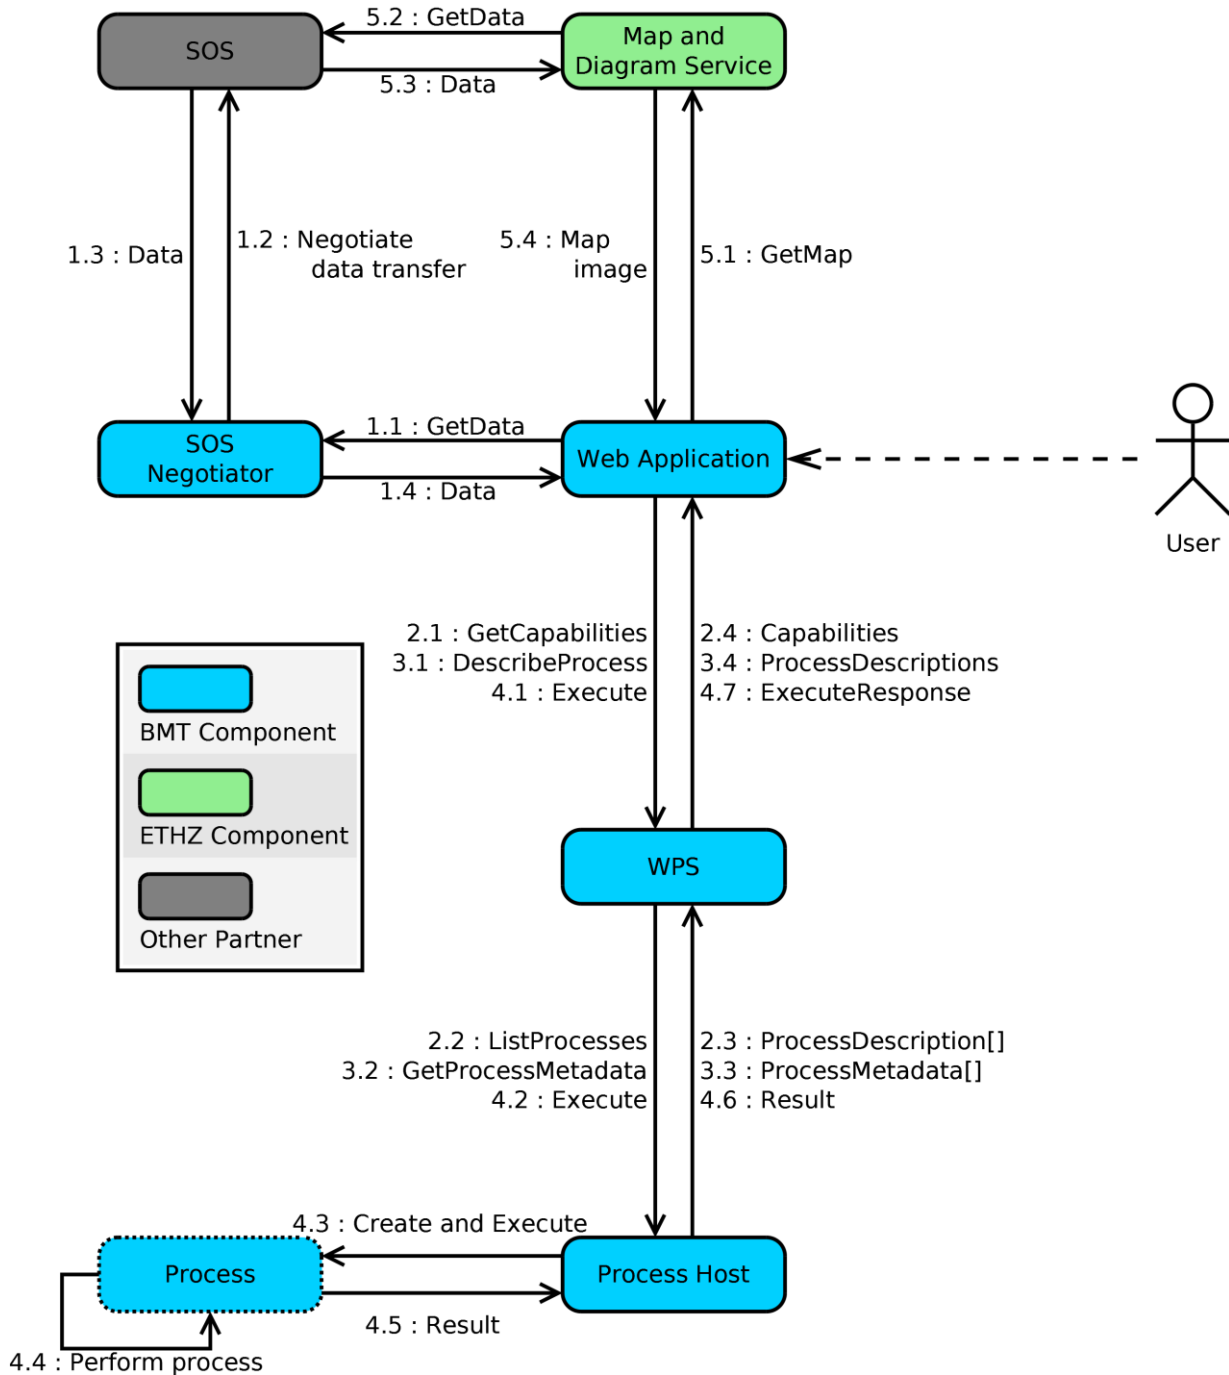 5.2 : GetData
SOS
Map and
Diagram Service
5.3 : Data
1.3 : Data
1.2 : Negotiate
data transfer
5.4 : Map
image
5.1 : GetMap
SOS
Negotiator
1.1 : GetData
1.4 : Data
Web Application
User
2.1 : GetCapabilities
3.1 : DescribeProcess
4.1 : Execute
2.4 : Capabilities
3.4 : ProcessDescriptions
4.7 : ExecuteResponse
BMT Component
ETHZ Component
Other Partner
WPS
2.2 : ListProcesses
3.2 : GetProcessMetadata
4.2 : Execute
2.3 : ProcessDescription[]
3.3 : ProcessMetadata[]
4.6 : Result
4.3 : Create and Execute
Process
Process Host
4.5 : Result
4.4 : Perform process